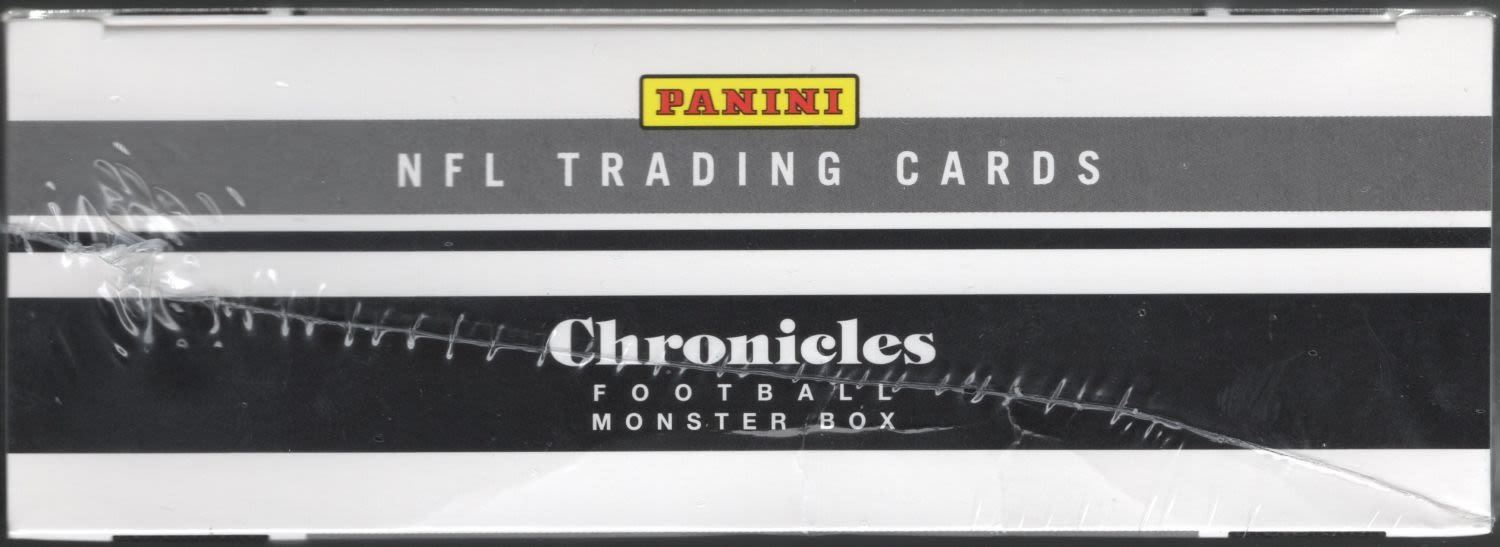 PANINI
NFL TRADING CARDS
Chronicles
FOOTBALL
MONSTER BOX